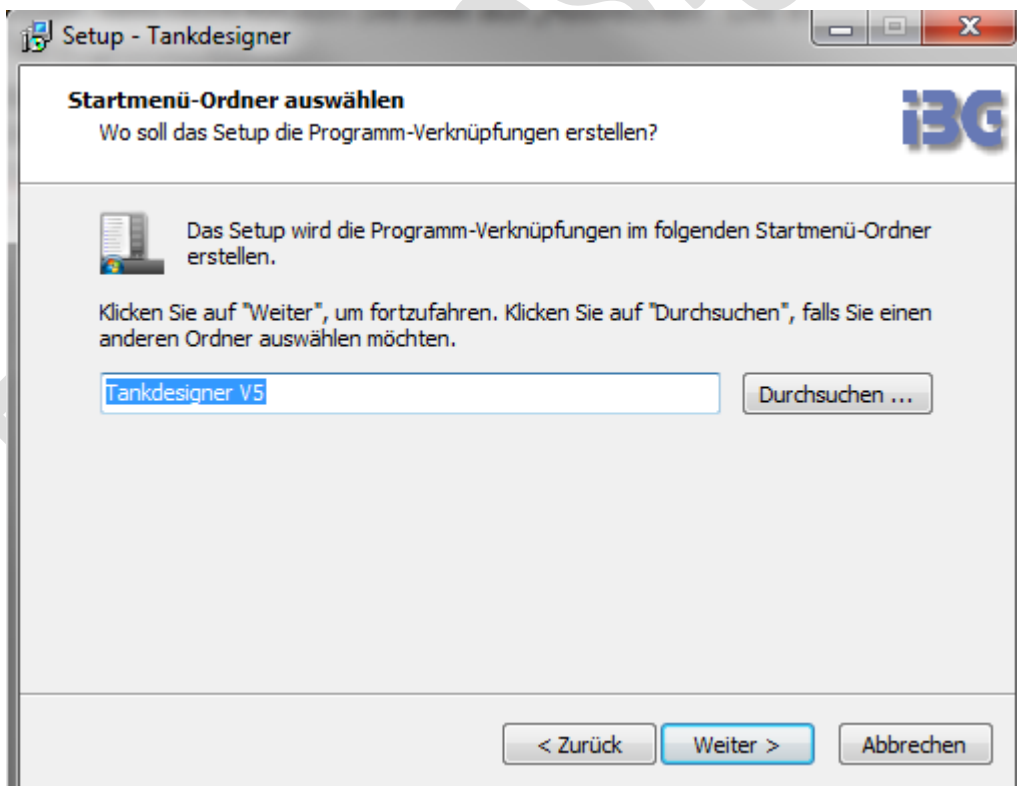 Setup - Tankdesigner
Startmenü-Ordner auswählen
Wo soll das Setup die Programm-Verknüpfungen erstellen?
i3G
Das Setup wird die Programm-Verknüpfungen im folgenden Startmenü-Ordner
erstellen.
Klicken Sie auf "Weiter", um fortzufahren. Klicken Sie auf "Durchsuchen", falls Sie einen
anderen Ordner auswählen möchten.
Tankdesigner V5
Durchsuchen ...
< Zurück
Weiter >
Abbrechen